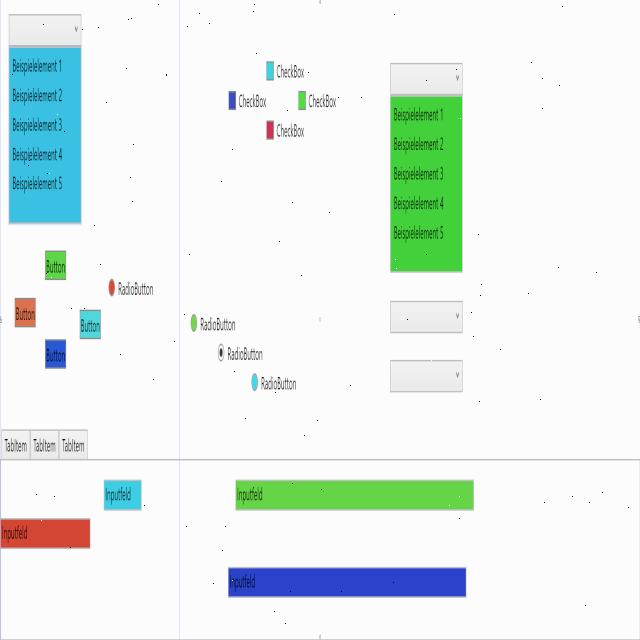 Beispielelement 1
Beispielelement 2
Beispielelement 3
Beispielelement 4
Beispielelement 5
CheckBox
CheckBox
CheckBox
CheckBox
Beispielelement 1
Beispielelement 2
Beispielelement 3
Beispielelement 4
Beispielelement 5
Button
Button
Button
Button
RadioButton
RadioButton
RadioButton
RadioButton
TabItem TabItem TabItem
Inputfeld
Inputfeld
Inputfeld
Inputfeld